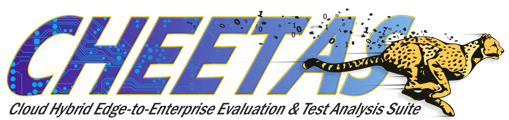 CHEETAS
Cloud Hybrid Edge-to-Enterprise Evaluation & Test Analysis Suite